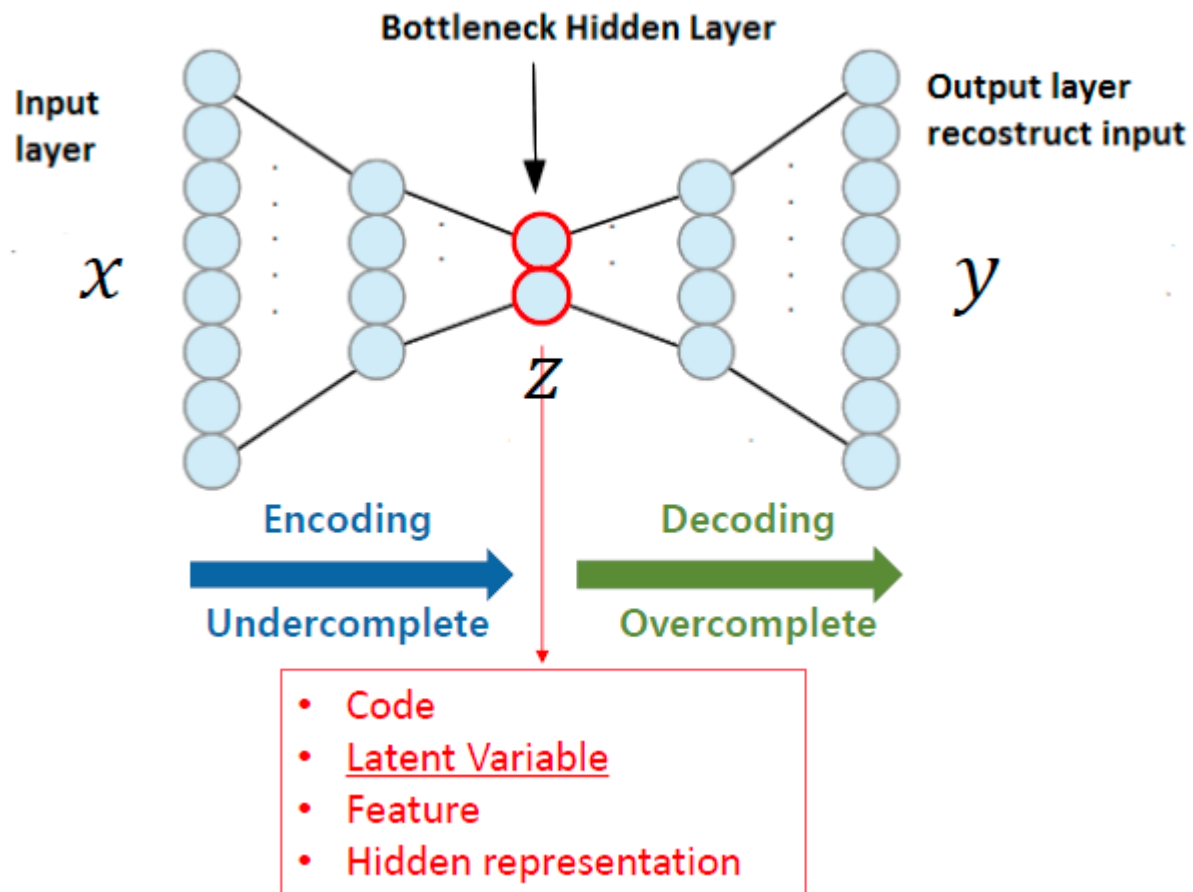 Bottleneck Hidden Layer
Input
layer
Output layer
recostruct input
x
y
z
Encoding
Undercomplete
Decoding
Overcomplete
• Code
• Latent Variable
• Feature
• Hidden representation